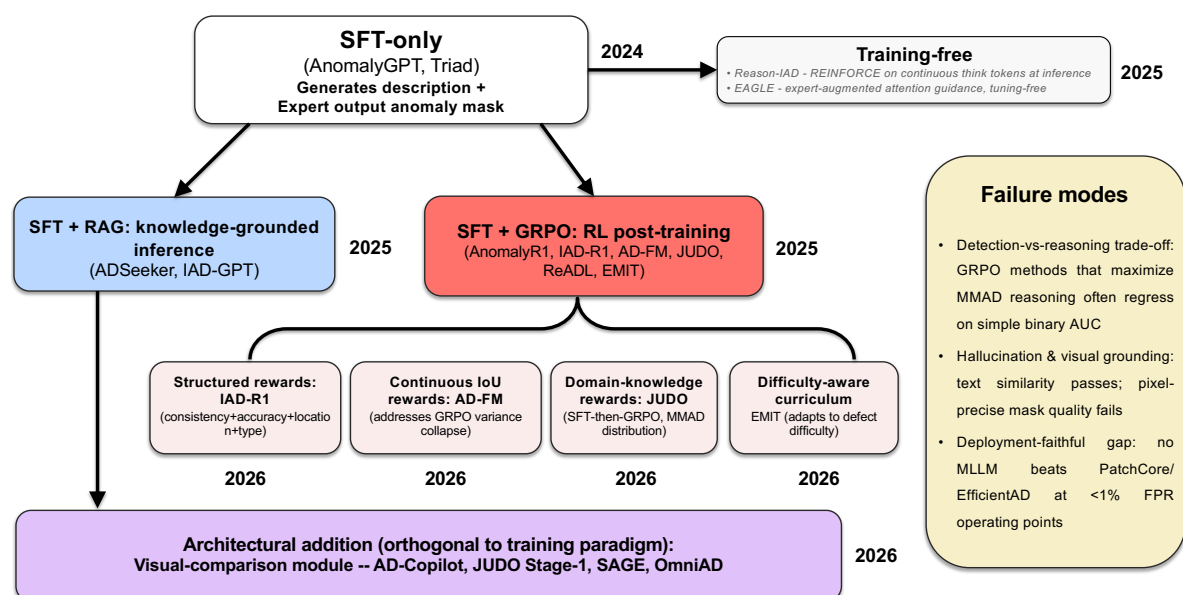 SFT-only
(AnomalyGPT, Triad)
Generates description +
Expert output anomaly mask
2024
Training-free
• Reason-IAD - REINFORCE on continuous think tokens at inference
• EAGLE - expert-augmented attention guidance, tuning-free
2025
SFT + RAG: knowledge-grounded
inference
(ADSeeker, IAD-GPT)
2025
SFT + GRPO: RL post-training
(AnomalyR1, IAD-R1, AD-FM, JUDO,
ReADL, EMIT)
2025
Structured rewards:
IAD-R1
(consistency+accuracy+locatio
n+type)
2026
Continuous IoU
rewards: AD-FM
(addresses GRPO variance
collapse)
2026
Domain-knowledge
rewards: JUDO
(SFT-then-GRPO, MMAD
distribution)
2026
Difficulty-aware
curriculum
EMIT (adapts to defect
difficulty)
2026
Architectural addition (orthogonal to training paradigm):
Visual-comparison module -- AD-Copilot, JUDO Stage-1, SAGE, OmniAD
2026
Failure modes
• Detection-vs-reasoning trade-off:
GRPO methods that maximize
MMAD reasoning often regress
on simple binary AUC
• Hallucination & visual grounding:
text similarity passes; pixel-
precise mask quality fails
• Deployment-faithful gap: no
MLLM beats PatchCore/
EfficientAD at <1% FPR
operating points